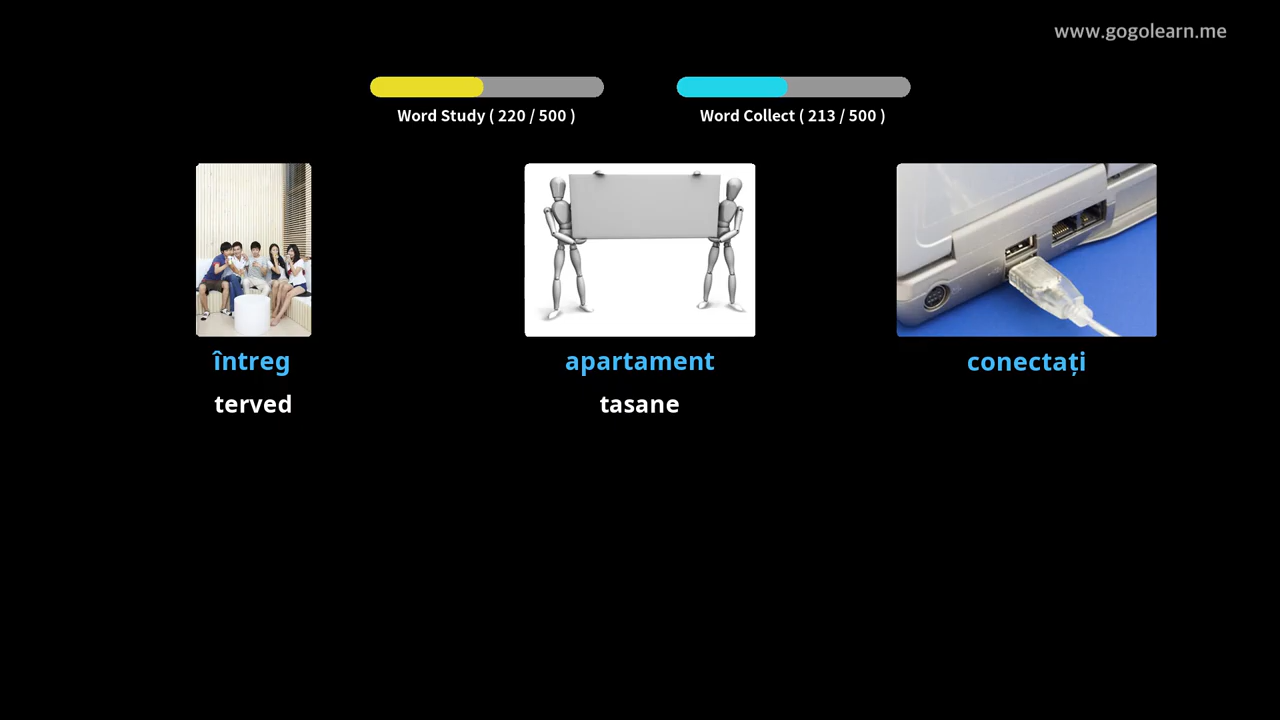 www.gogolearn.me
Word Study ( 220 / 500 )
Word Collect ( 213 / 500 )
întreg
apartament
conectați
terved
tasane